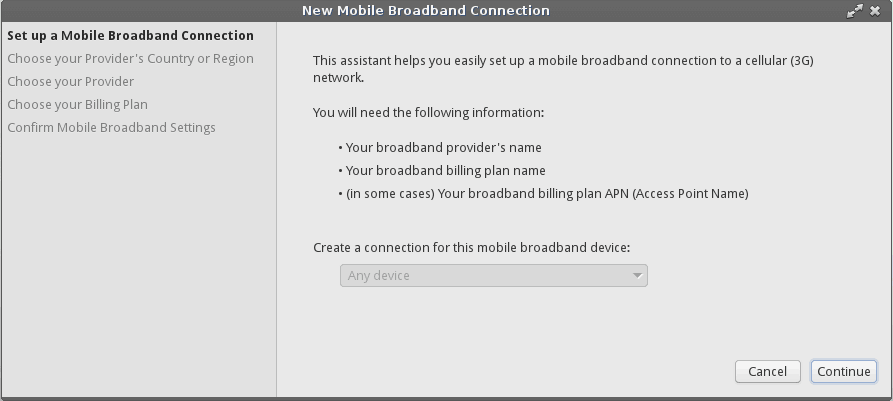 New Mobile Broadband Connection
Set up a Mobile Broadband Connection
Choose your Provider's Country or Region
Choose your Provider
Choose your Billing Plan
Confirm Mobile Broadband Settings
This assistant helps you easily set up a mobile broadband connection to a cellular (3G)
network.
You will need the following information:
• Your broadband provider's name
• Your broadband billing plan name
• (in some cases) Your broadband billing plan APN (Access Point Name)
Create a connection for this mobile broadband device:
Any device
Cancel
Continue